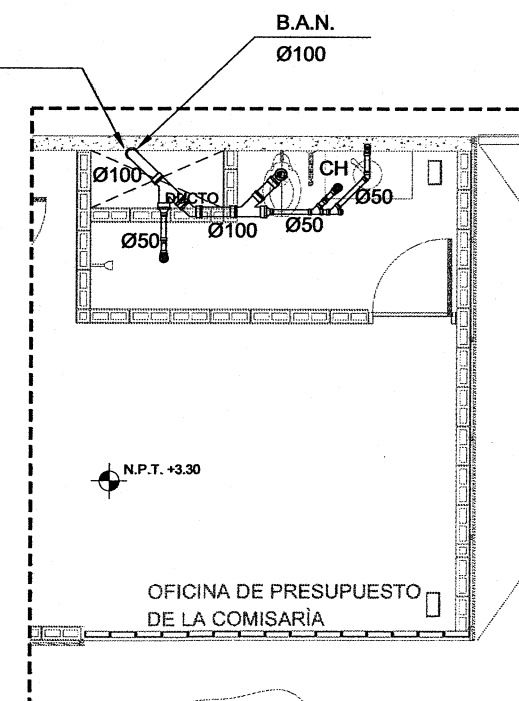 B.A.N.
Ø100
Ø100
CH
DUCTO
Ø50
Ø50
Ø100
Ø50
N.P.T. +3.30
OFICINA DE PRESUPUESTO
DE LA COMISARÌA